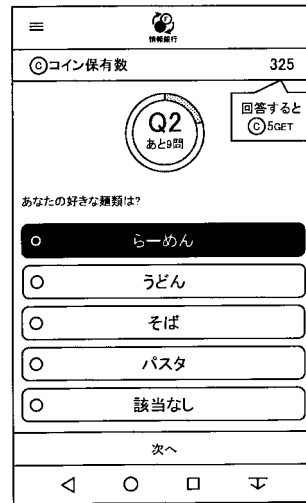 情報銀行
Ⓒコイン保有数 325
回答すると
Ⓒ5GET
Q2
あと9問
あなたの好きな麺類は?
らーめん
うどん
そば
パスタ
該当なし
次へ